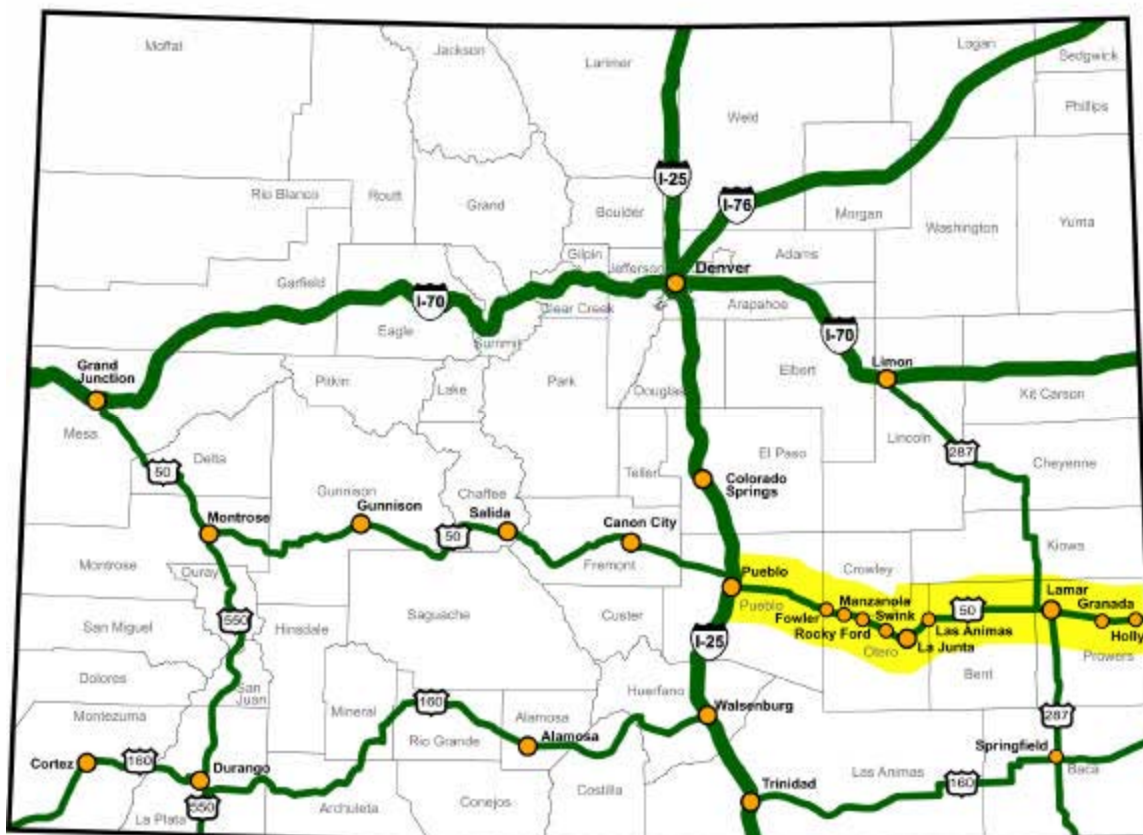 Moffat
Jackson
Larimer
Logan
Sedgwick
Phillips
Weld
Rio Blanco
Routt
Grand
I-25
Boulder
I-76
Morgan
Washington
Yuma
Gilpin
Jefferson
Denver
Adams
Garfield
I-70
Clear Creek
Arapahoe
Eagle
Summit
I-70
Grand
Junction
Pitkin
Lake
Park
Douglas
Elbert
Limon
Kit Carson
Mesa
Delta
50
Lincoln
287
El Paso
Teller
Colorado
Springs
Cheyenne
Gunnison
Chaffee
Montrose
Gunnison
50
Salida
Canon City
Kiowa
Montrose
Ouray
Fremont
Pueblo
Crowley
Pueblo
Fowler
Manzanola
Rocky Ford
Swink
50
Lamar
Granada
Holly
Las Animas
La Junta
Otero
Bent
Prowers
San Miguel
550
Hinsdale
Saguache
Custer
I-25
Dolores
San
Juan
Mineral
Huerfano
Montezuma
160
Alamosa
Walsenburg
287
Rio Grande
Alamosa
Springfield
Baca
Cortez
160
Durango
Las Animas
160
550
La Plata
Archuleta
Conejos
Costilla
Trinidad